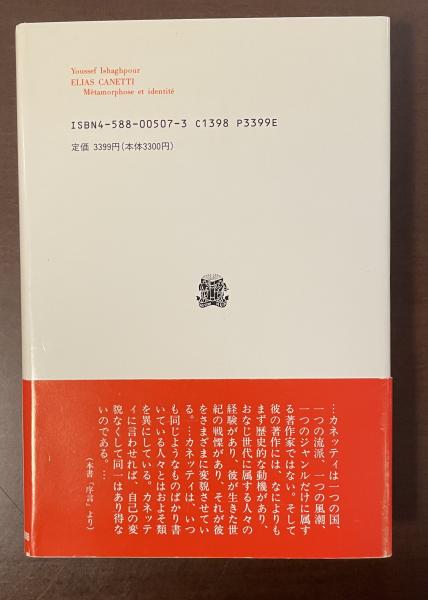 Youssef Ishaghpour
ELIAS CANETTI
Métamorphose et identité
ISBN4-588-00507-3 C1398 P3399E
定価 3399円(本体3300円)
…カネッティは一つの国、
一つの流派、一つの風潮、
一つのジャンルだけに属す
る著作家ではない。そして
彼の著作には、なによりも
まず歴史的な動機があり、
おなじ世代に属する人々の
経験があり、彼が生きた世
紀の戦慄があり、それが彼
をさまざまに変貌させてい
る。…カネッティは、いつ
も同じようなものばかり書
いている人々とはおよそ類
を異にしている。カネッテ
ィに言わせれば、自己の変
貌なくして同一はあり得な
いのである。…
(本書「序言」より)